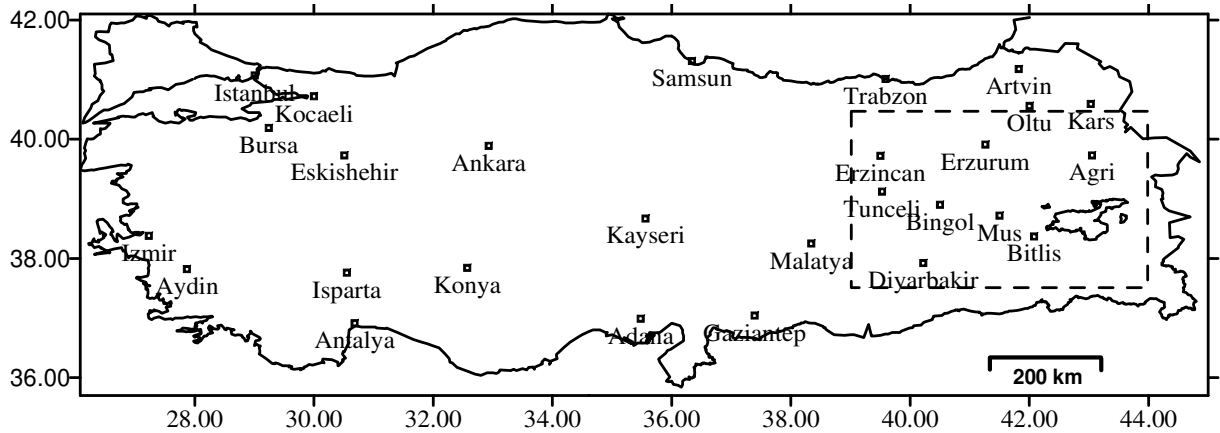 42.00
40.00
38.00
36.00
Samsun
Istanbul
Kocaeli
Bursa
Eskishehir
Ankara
Trabzon
Artvin
Oltu
Kars
Erzincan
Erzurum
Agri
Tunceli
Bingol
Mus
Bitlis
Kayseri
Malatya
Diyarbakir
Izmir
Aydin
Isparta
Konya
Antalya
Adana
Gaziantep
200 km
28.00 30.00 32.00 34.00 36.00 38.00 40.00 42.00 44.00